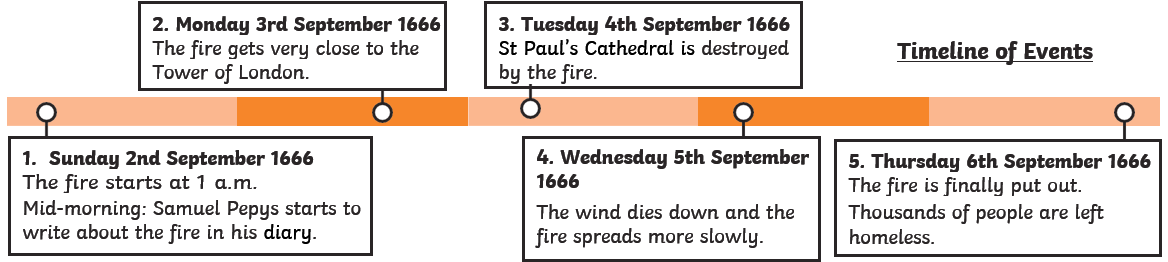 Timeline of Events
1. Sunday 2nd September 1666
The fire starts at 1 a.m.
Mid-morning: Samuel Pepys starts to
write about the fire in his diary.
2. Monday 3rd September 1666
The fire gets very close to the
Tower of London.
3. Tuesday 4th September 1666
St Paul's Cathedral is destroyed
by the fire.
4. Wednesday 5th September
1666
The wind dies down and the
fire spreads more slowly.
5. Thursday 6th September 1666
The fire is finally put out.
Thousands of people are left
homeless.